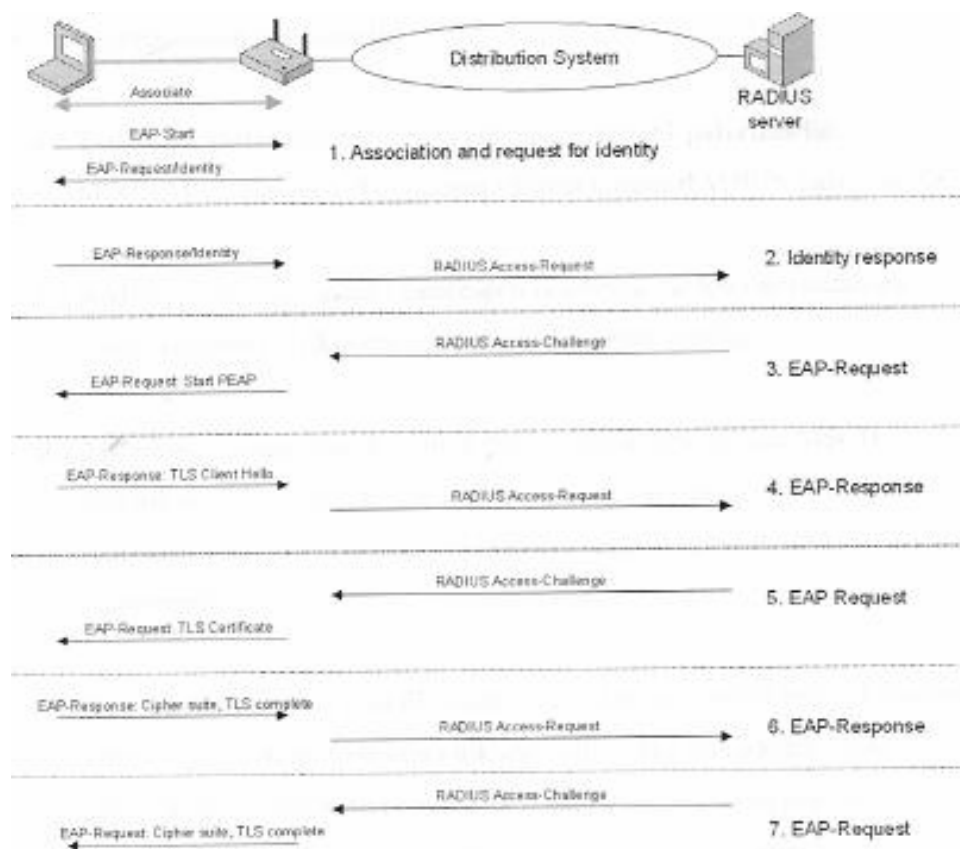 Distribution System
RADIUS
server
Associate
EAP-Start
1. Association and request for identity
EAP-Request/Identity
EAP-Response/Identity
RADIUS Access-Request
2. Identity response
RADIUS Access-Challenge
3. EAP-Request
EAP Request: Start PEAP
EAP-Response: TLS Client Hello
RADIUS Access-Request
4. EAP-Response
RADIUS Access-Challenge
5. EAP Request
EAP-Request: TLS Certificate
EAP-Response: Cipher suite, TLS complete
RADIUS Access-Request
6. EAP-Response
RADIUS Access-Challenge
EAP-Request: Cipher suite, TLS complete
7. EAP-Request